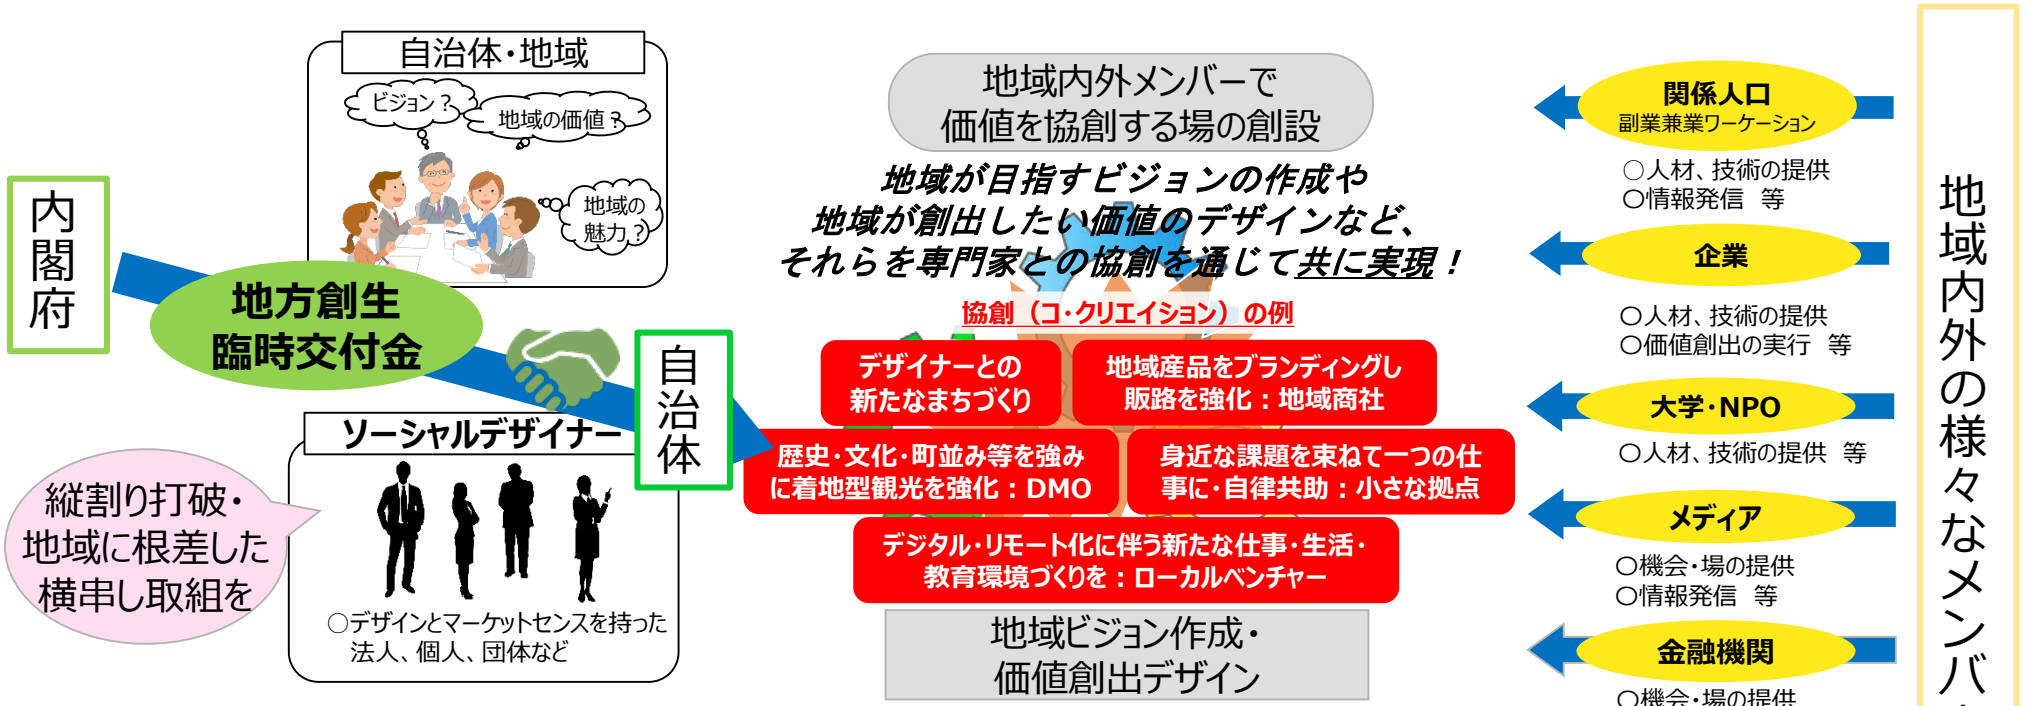 自治体・地域
ビジョン？
地域の価値？
地域の
魅力？
内閣府
地方創生
臨時交付金
自治体
ソーシャルデザイナー
○デザインとマーケットセンスを持った
法人、個人、団体など
縦割り打破・
地域に根差した
横串し取組を
地域内外メンバーで
価値を協創する場の創設
地域が目指すビジョンの作成や
地域が創出したい価値のデザインなど、
それらを専門家との協創を通じて共に実現！
協創（コ・クリエイション）の例
デザイナーとの
新たなまちづくり
地域産品をブランディングし
販路を強化：地域商社
歴史・文化・町並み等を強み
に着地型観光を強化：DMO
身近な課題を束ねて一つの仕
事に・自律共助：小さな拠点
デジタル・リモート化に伴う新たな仕事・生活・
教育環境づくりを：ローカルベンチャー
地域ビジョン作成・
価値創出デザイン
関係人口
副業兼業ワーケーション
○人材、技術の提供
○情報発信　等
企業
○人材、技術の提供
○価値創出の実行　等
大学・NPO
○人材、技術の提供　等
メディア
○機会・場の提供
○情報発信　等
金融機関
○機会・場の提供
地域内外の様々なメンバ